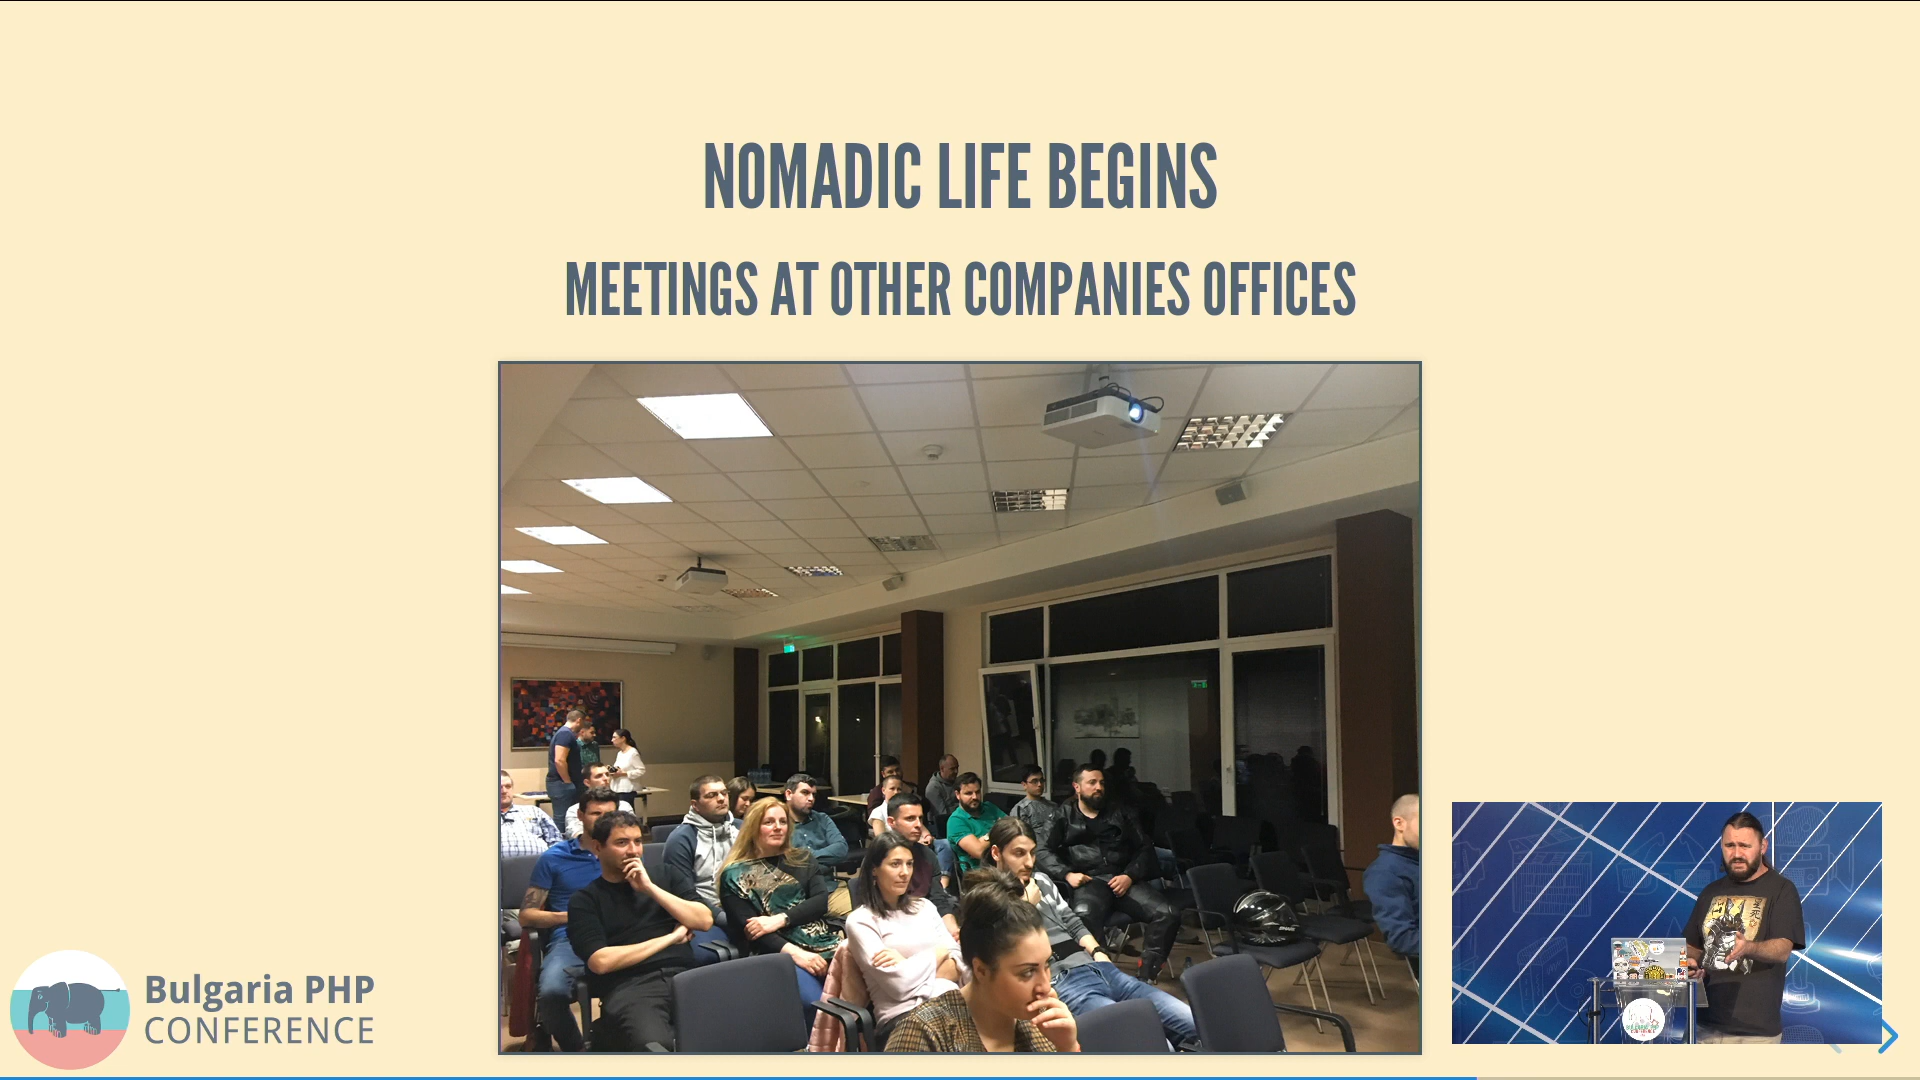 NOMADIC LIFE BEGINS
MEETINGS AT OTHER COMPANIES OFFICES
Bulgaria PHP
CONFERENCE